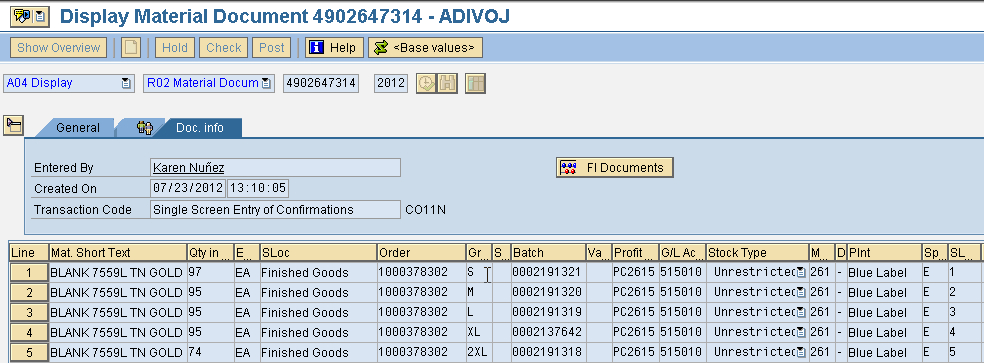 Display Material Document 4902647314 - ADIVOJ
Show Overview Hold Check Post Help <Base values>
A04 Display R02 Material Docum 4902647314 2012
General Doc. info
Entered By Karen Nuñez FI Documents
Created On 07/23/2012 13:10:05
Transaction Code Single Screen Entry of Confirmations CO11N
Line Mat. Short Text Qty in .. E.. SLoc Order Gr.. S.. Batch Va.. Profit G/L Ac Stock Type M.. D Plnt Sp.. SL..
1 BLANK 7559L TN GOLD 97 EA Finished Goods 1000378302 S 0002191321 PC2615 515010 Unrestricted 261 - Blue Label E 1
2 BLANK 7559L TN GOLD 95 EA Finished Goods 1000378302 M 0002191320 PC2615 515010 Unrestricted 261 - Blue Label E 2
3 BLANK 7559L TN GOLD 95 EA Finished Goods 1000378302 L 0002191319 PC2615 515010 Unrestricted 261 - Blue Label E 3
4 BLANK 7559L TN GOLD 95 EA Finished Goods 1000378302 XL 0002137642 PC2615 515010 Unrestricted 261 - Blue Label E 4
5 BLANK 7559L TN GOLD 74 EA Finished Goods 1000378302 2XL 0002191318 PC2615 515010 Unrestricted 261 - Blue Label E 5